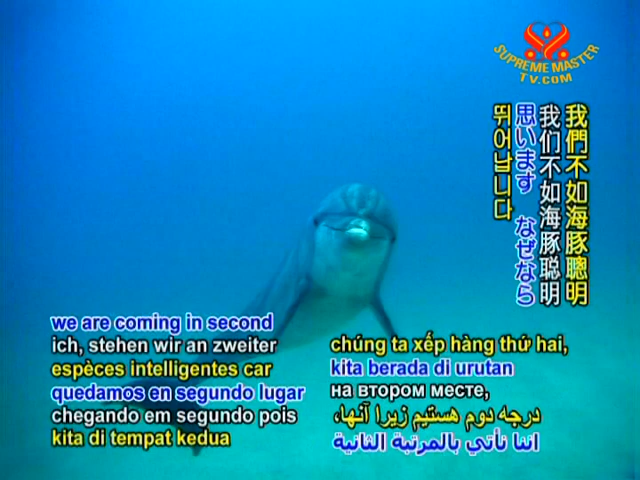 SUPREME MASTER
TV.COM
我們不如海豚聰明
我们不如海豚聪明
思います なぜなら
뛰어납니다
we are coming in second
ich, stehen wir an zweiter
espèces intelligentes car
quedamos en segundo lugar
chegando em segundo pois
kita di tempat kedua
chúng ta xếp hàng thứ hai,
kita berada di urutan
на втором месте,
درجه دوم هستیم زیرا آنها،
اننا نأتي بالمرتبة الثانية